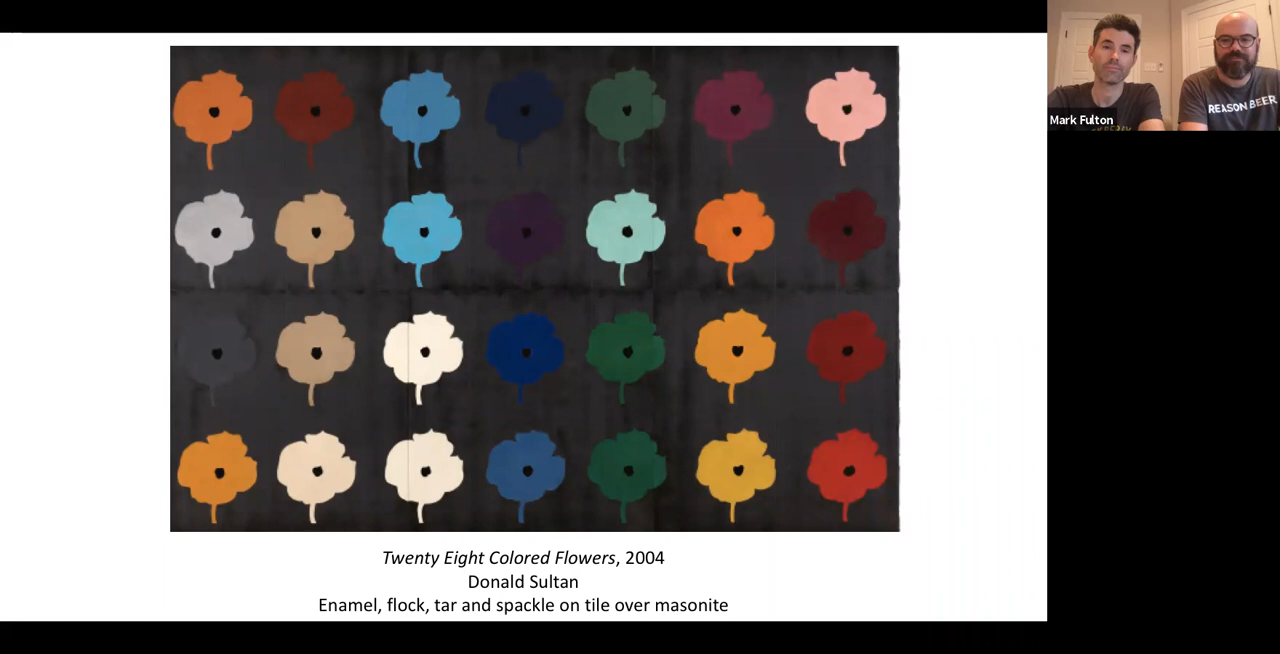 Twenty Eight Colored Flowers, 2004
Donald Sultan
Enamel, flock, tar and spackle on tile over masonite
Mark Fulton
REASON BEER